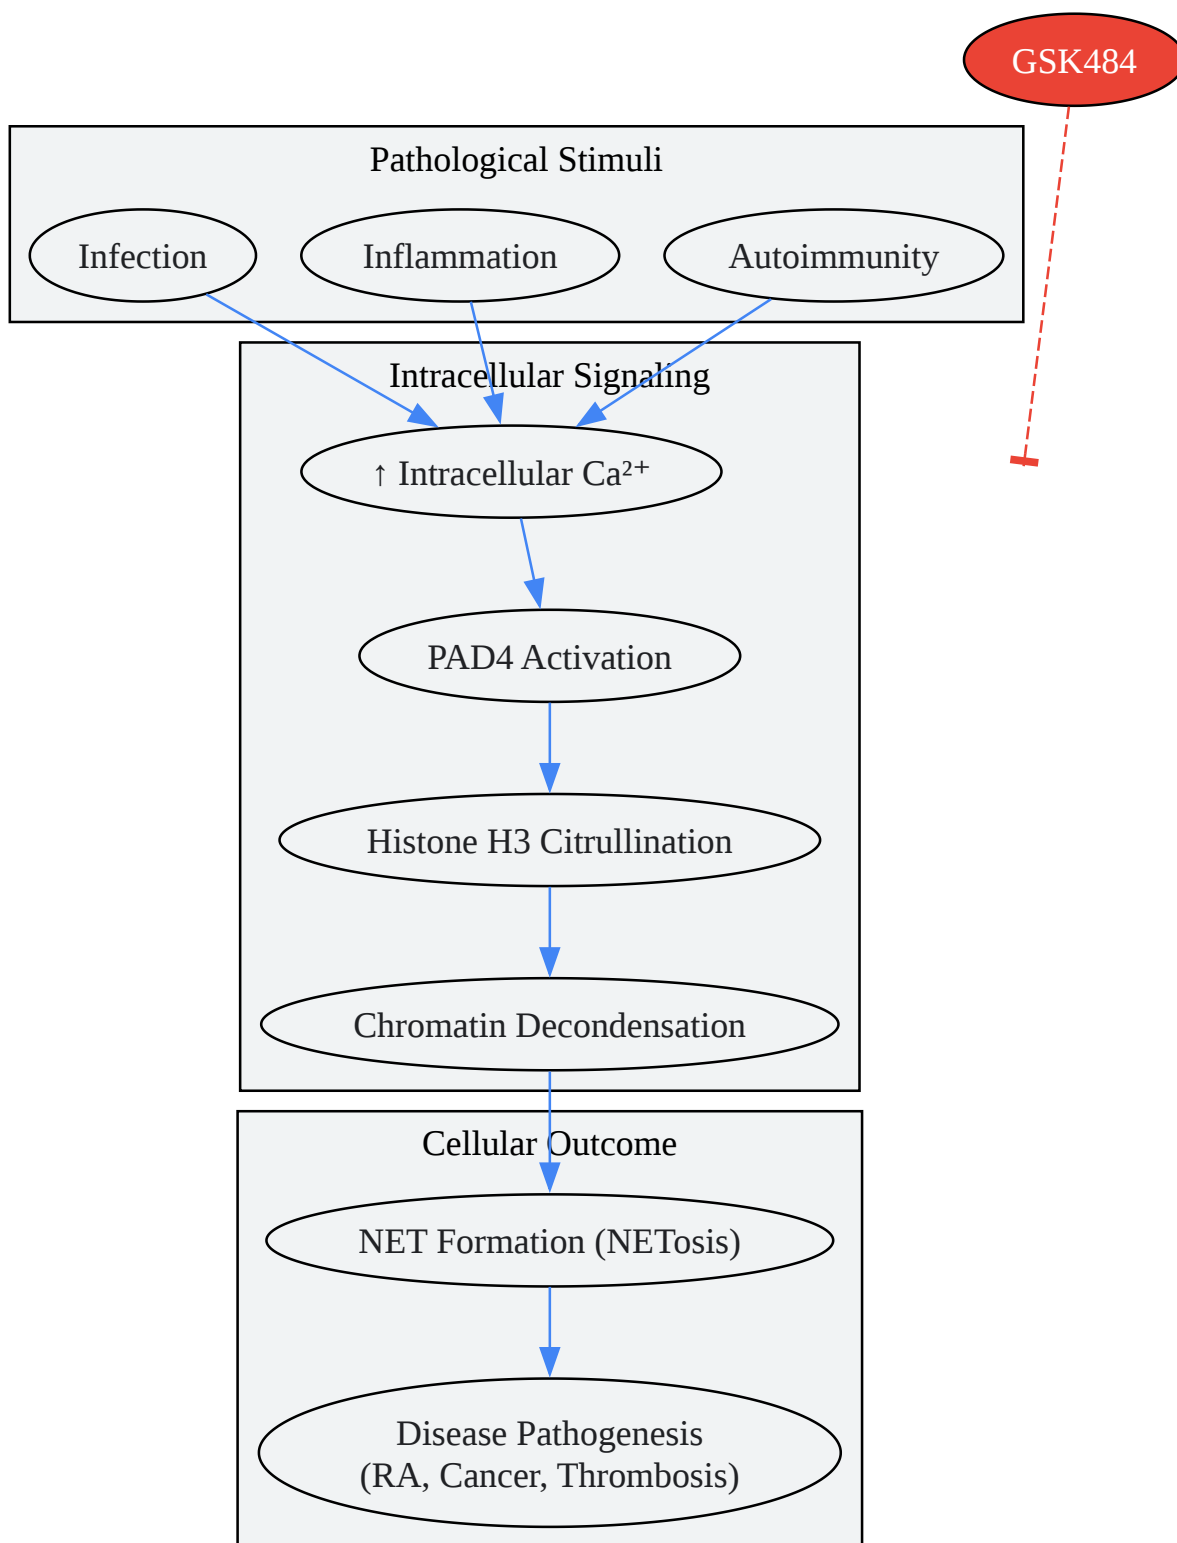 GSK484
Pathological Stimuli
Infection
Inflammation
Autoimmunity
Intracellular Signaling
↑ Intracellular Ca²⁺
PAD4 Activation
Histone H3 Citrullination
Chromatin Decondensation
Cellular Outcome
NET Formation (NETosis)
Disease Pathogenesis
(RA, Cancer, Thrombosis)